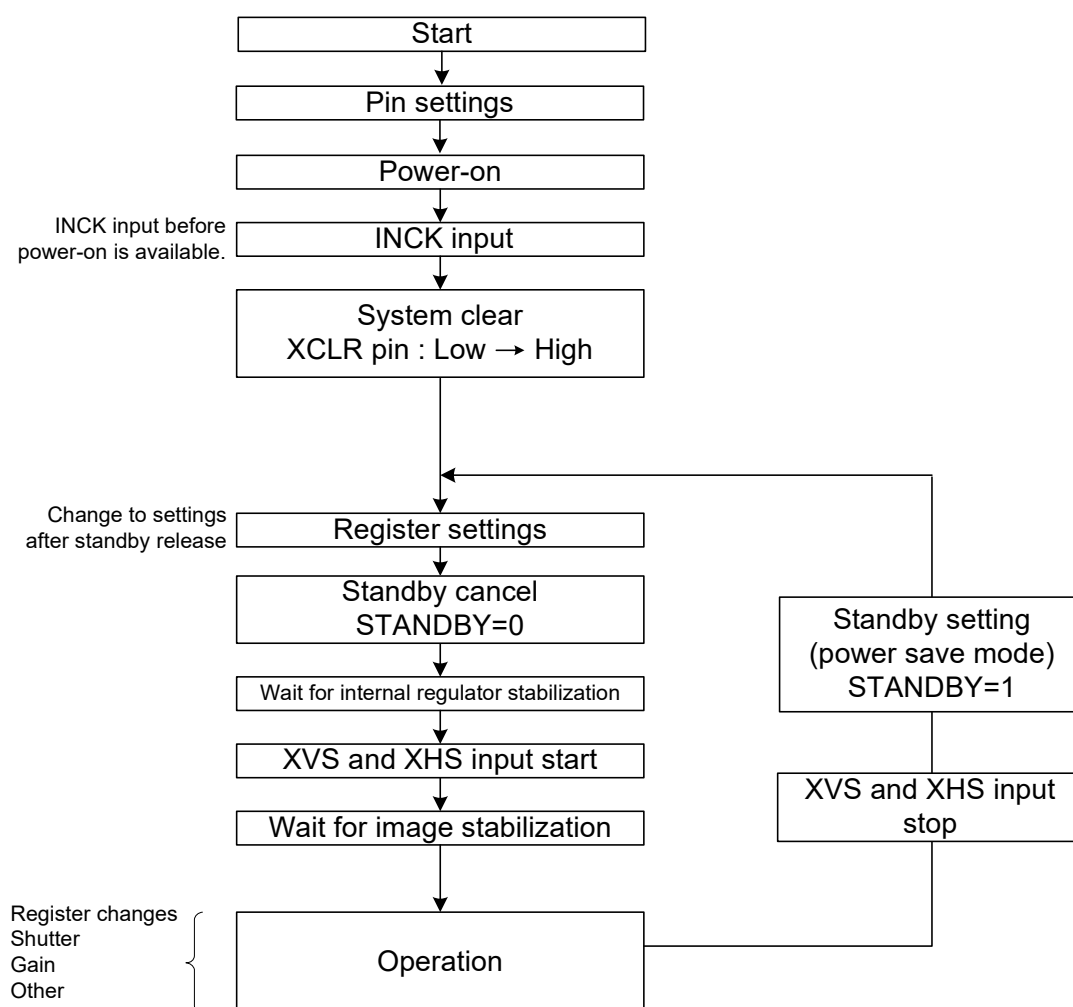 Start
Pin settings
Power-on
INCK input before
power-on is available.
INCK input
System clear
XCLR pin : Low → High
Change to settings
after standby release
Register settings
Standby cancel
STANDBY=0
Wait for internal regulator stabilization
XVS and XHS input start
Wait for image stabilization
Standby setting
(power save mode)
STANDBY=1
XVS and XHS input
stop
Register changes
Shutter
Gain
Other
Operation